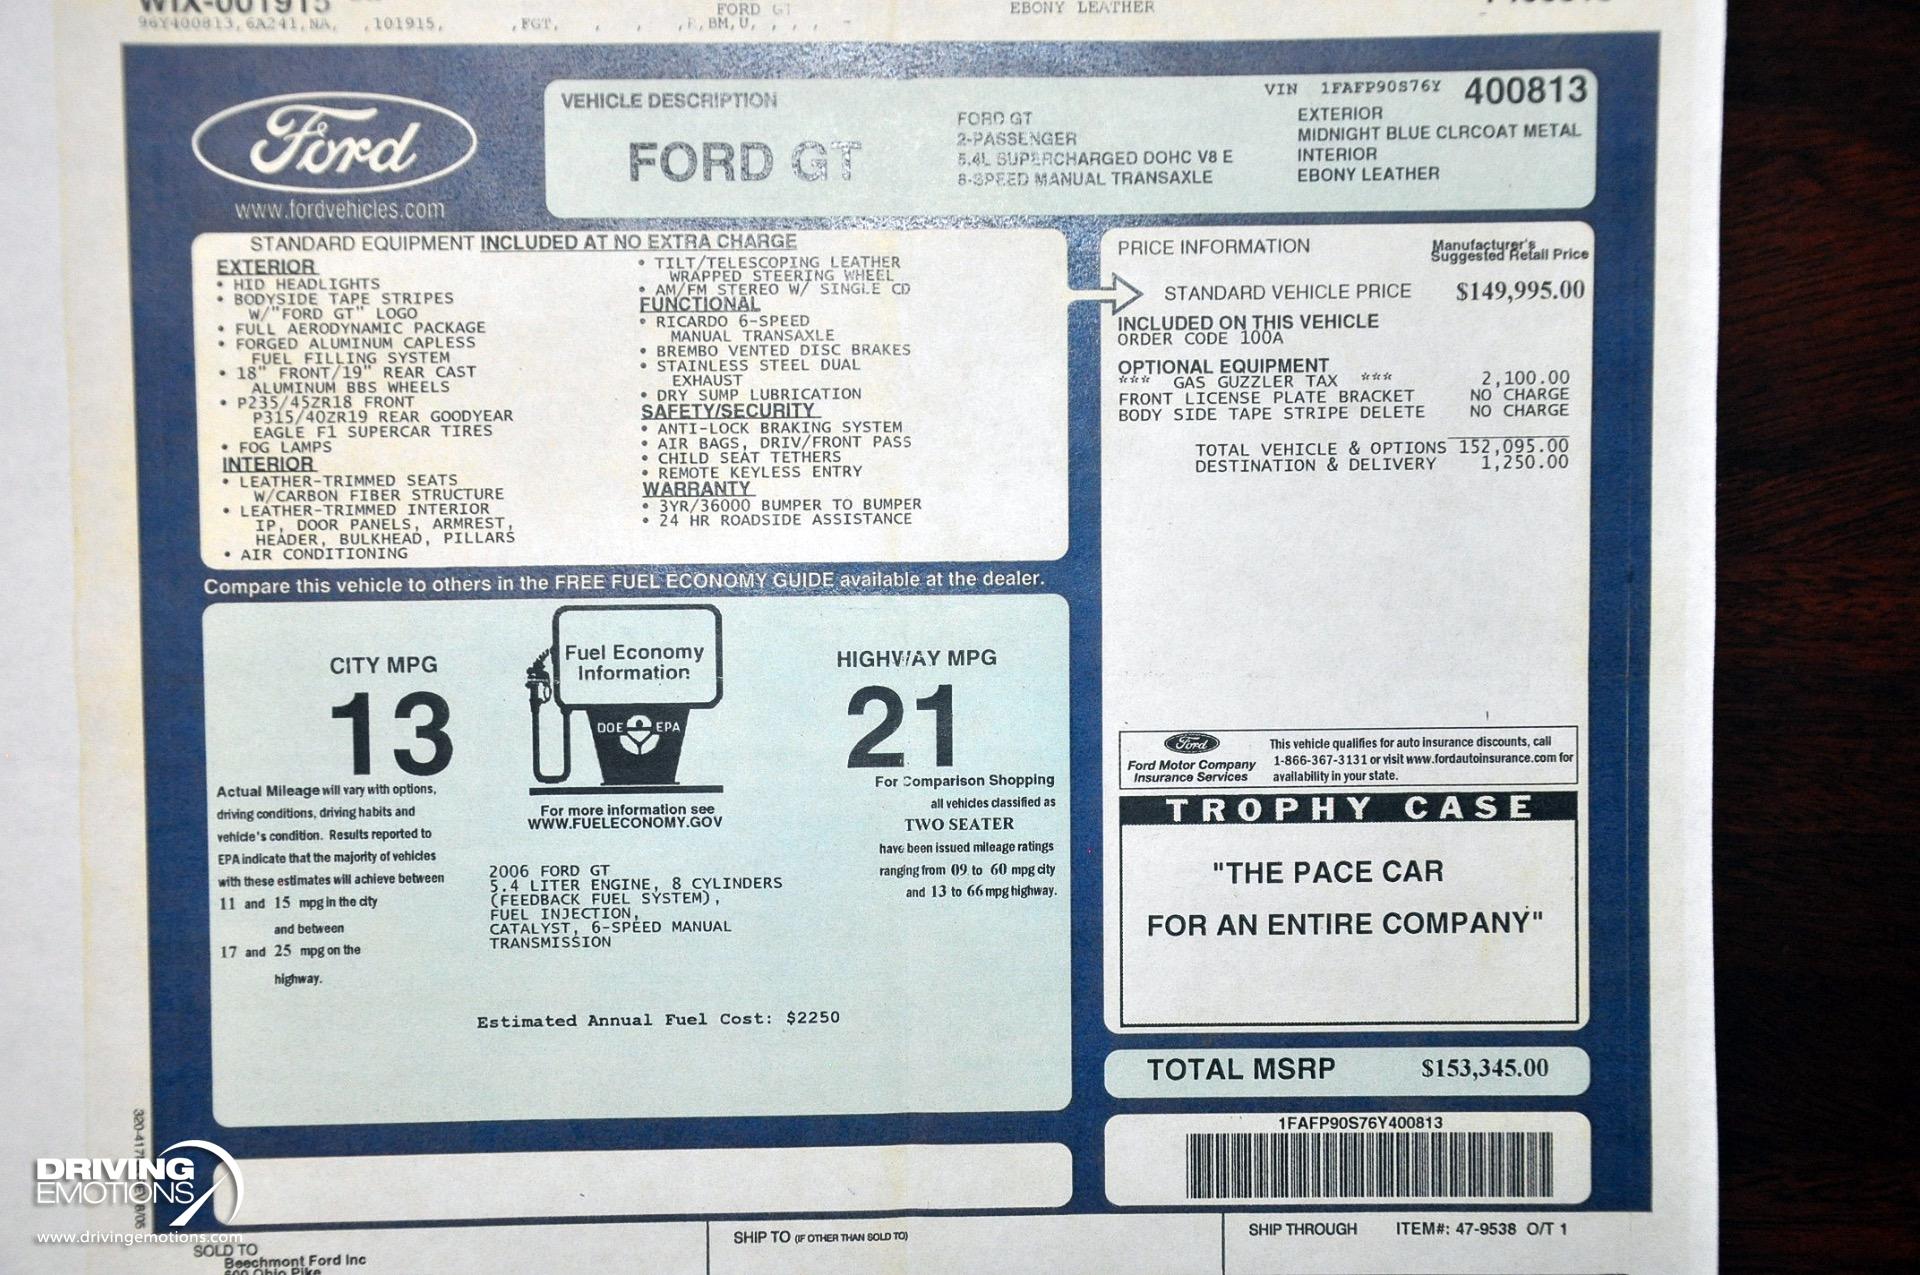 WIX-001915
FORD GT
EBONY LEATHER
96Y400813, 6A241, NA, ,101915, ,FGT, , , ,R,BM,U, , , , -
Ford
www.fordvehicles.com
VEHICLE DESCRIPTION
FORD GT
FORD GT
2-PASSENGER
5.4L SUPERCHARGED DOHC V8 E
6-SPEED MANUAL TRANSAXLE
VIN 1FAFP90S76Y 400813
EXTERIOR
MIDNIGHT BLUE CLRCOAT METAL
INTERIOR
EBONY LEATHER
STANDARD EQUIPMENT INCLUDED AT NO EXTRA CHARGE
EXTERIOR
• HID HEADLIGHTS
• BODYSIDE TAPE STRIPES
W/"FORD GT" LOGO
• FULL AERODYNAMIC PACKAGE
• FORGED ALUMINUM CAPLESS
FUEL FILLING SYSTEM
• 18" FRONT/19" REAR CAST
ALUMINUM BBS WHEELS
• P235/45ZR18 FRONT
P315/40ZR19 REAR GOODYEAR
EAGLE F1 SUPERCAR TIRES
• FOG LAMPS
INTERIOR
• LEATHER-TRIMMED SEATS
W/CARBON FIBER STRUCTURE
• LEATHER-TRIMMED INTERIOR
IP, DOOR PANELS, ARMREST,
HEADER, BULKHEAD, PILLARS
• AIR CONDITIONING
• TILT/TELESCOPING LEATHER
WRAPPED STEERING WHEEL
• AM/FM STEREO W/ SINGLE CD
FUNCTIONAL
• RICARDO 6-SPEED
MANUAL TRANSAXLE
• BREMBO VENTED DISC BRAKES
• STAINLESS STEEL DUAL
EXHAUST
• DRY SUMP LUBRICATION
SAFETY/SECURITY
• ANTI-LOCK BRAKING SYSTEM
• AIR BAGS, DRIV/FRONT PASS
• CHILD SEAT TETHERS
• REMOTE KEYLESS ENTRY
WARRANTY
• 3YR/36000 BUMPER TO BUMPER
• 24 HR ROADSIDE ASSISTANCE
PRICE INFORMATION
Manufacturer's
Suggested Retail Price
STANDARD VEHICLE PRICE $149,995.00
INCLUDED ON THIS VEHICLE
ORDER CODE 100A
OPTIONAL EQUIPMENT
*** GAS GUZZLER TAX *** 2,100.00
FRONT LICENSE PLATE BRACKET NO CHARGE
BODY SIDE TAPE STRIPE DELETE NO CHARGE
TOTAL VEHICLE & OPTIONS 152,095.00
DESTINATION & DELIVERY 1,250.00
Compare this vehicle to others in the FREE FUEL ECONOMY GUIDE available at the dealer.
CITY MPG
13
Fuel Economy
Information
DOE EPA
HIGHWAY MPG
21
Actual Mileage will vary with options,
driving conditions, driving habits and
vehicle's condition. Results reported to
EPA indicate that the majority of vehicles
with these estimates will achieve between
11 and 15 mpg in the city
and between
17 and 25 mpg on the
highway.
For more information see
WWW.FUELECONOMY.GOV
2006 FORD GT
5.4 LITER ENGINE, 8 CYLINDERS
(FEEDBACK FUEL SYSTEM),
FUEL INJECTION,
CATALYST, 6-SPEED MANUAL
TRANSMISSION
Estimated Annual Fuel Cost: $2250
For Comparison Shopping
all vehicles classified as
TWO SEATER
have been issued mileage ratings
ranging from 09 to 60 mpg city
and 13 to 66 mpg highway.
Ford
Ford Motor Company
Insurance Services
This vehicle qualifies for auto insurance discounts, call
1-866-367-3131 or visit www.fordautoinsurance.com for
availability in your state.
TROPHY CASE
"THE PACE CAR
FOR AN ENTIRE COMPANY"
TOTAL MSRP $153,345.00
1FAFP90S76Y400813
DRIVING
EMOTIONS
www.drivingemotions.com
SOLD TO
Beechmont Ford Inc
600 Ohio Pike
SHIP TO (IF OTHER THAN SOLD TO)
SHIP THROUGH ITEM#: 47-9538 O/T 1